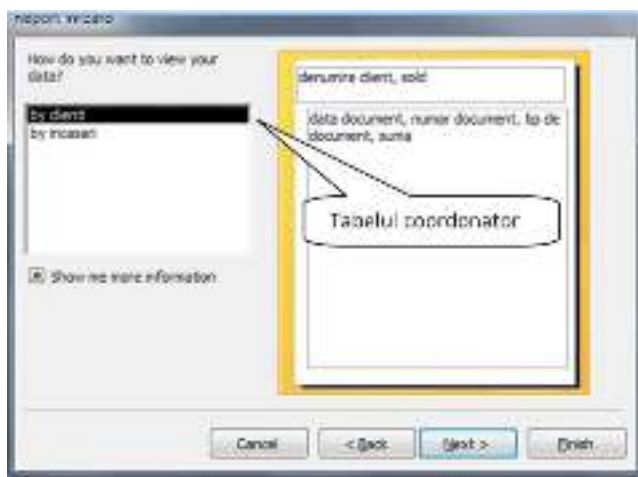 Report Wizard
How do you want to view your
data?
by clienti
by incasari
denumire client, sold
data document, numar document, tip de
document, suma
Tabelul coordonator
Show me more information
Cancel
< Back
Next >
Finish